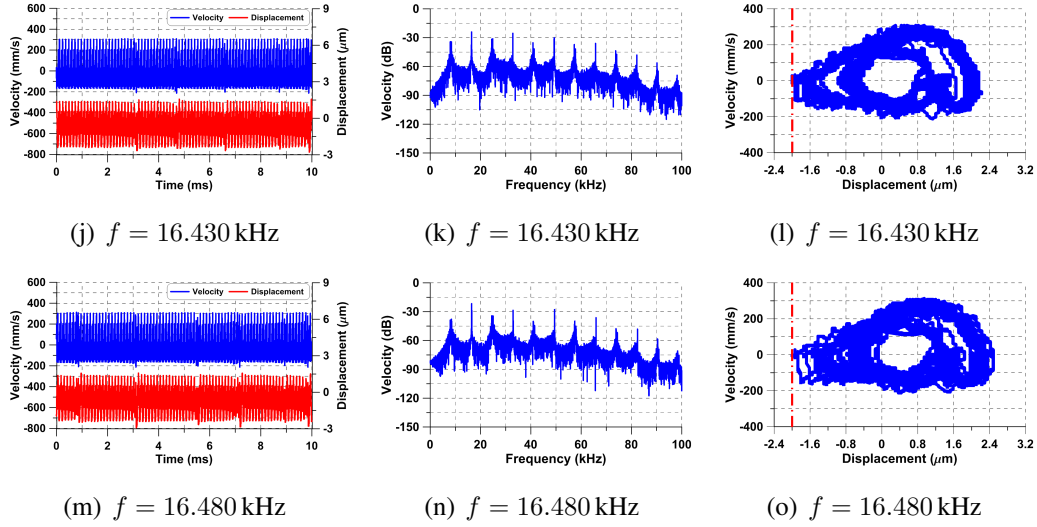 600
400
200
0
-200
-400
-600
-800
Velocity (mm/s)
Velocity Displacement
9
6
3
0
-3
Displacement (μm)
0 2 4 6 8 10
Time (ms)
0
-30
-60
-90
-120
-150
Velocity (dB)
0 20 40 60 80 100
Frequency (kHz)
400
200
0
-200
-400
Velocity (mm/s)
-2.4 -1.6 -0.8 0 0.8 1.6 2.4 3.2
Displacement (μm)
(j) f = 16.430 kHz
(k) f = 16.430 kHz
(l) f = 16.430 kHz
600
400
200
0
-200
-400
-600
-800
Velocity (mm/s)
Velocity Displacement
9
6
3
0
-3
Displacement (μm)
0 2 4 6 8 10
Time (ms)
0
-30
-60
-90
-120
-150
Velocity (dB)
0 20 40 60 80 100
Frequency (kHz)
400
200
0
-200
-400
Velocity (mm/s)
-2.4 -1.6 -0.8 0 0.8 1.6 2.4 3.2
Displacement (μm)
(m) f = 16.480 kHz
(n) f = 16.480 kHz
(o) f = 16.480 kHz